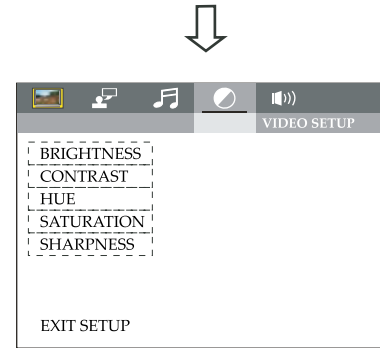 VIDEO SETUP
BRIGHTNESS
CONTRAST
HUE
SATURATION
SHARPNESS
EXIT SETUP